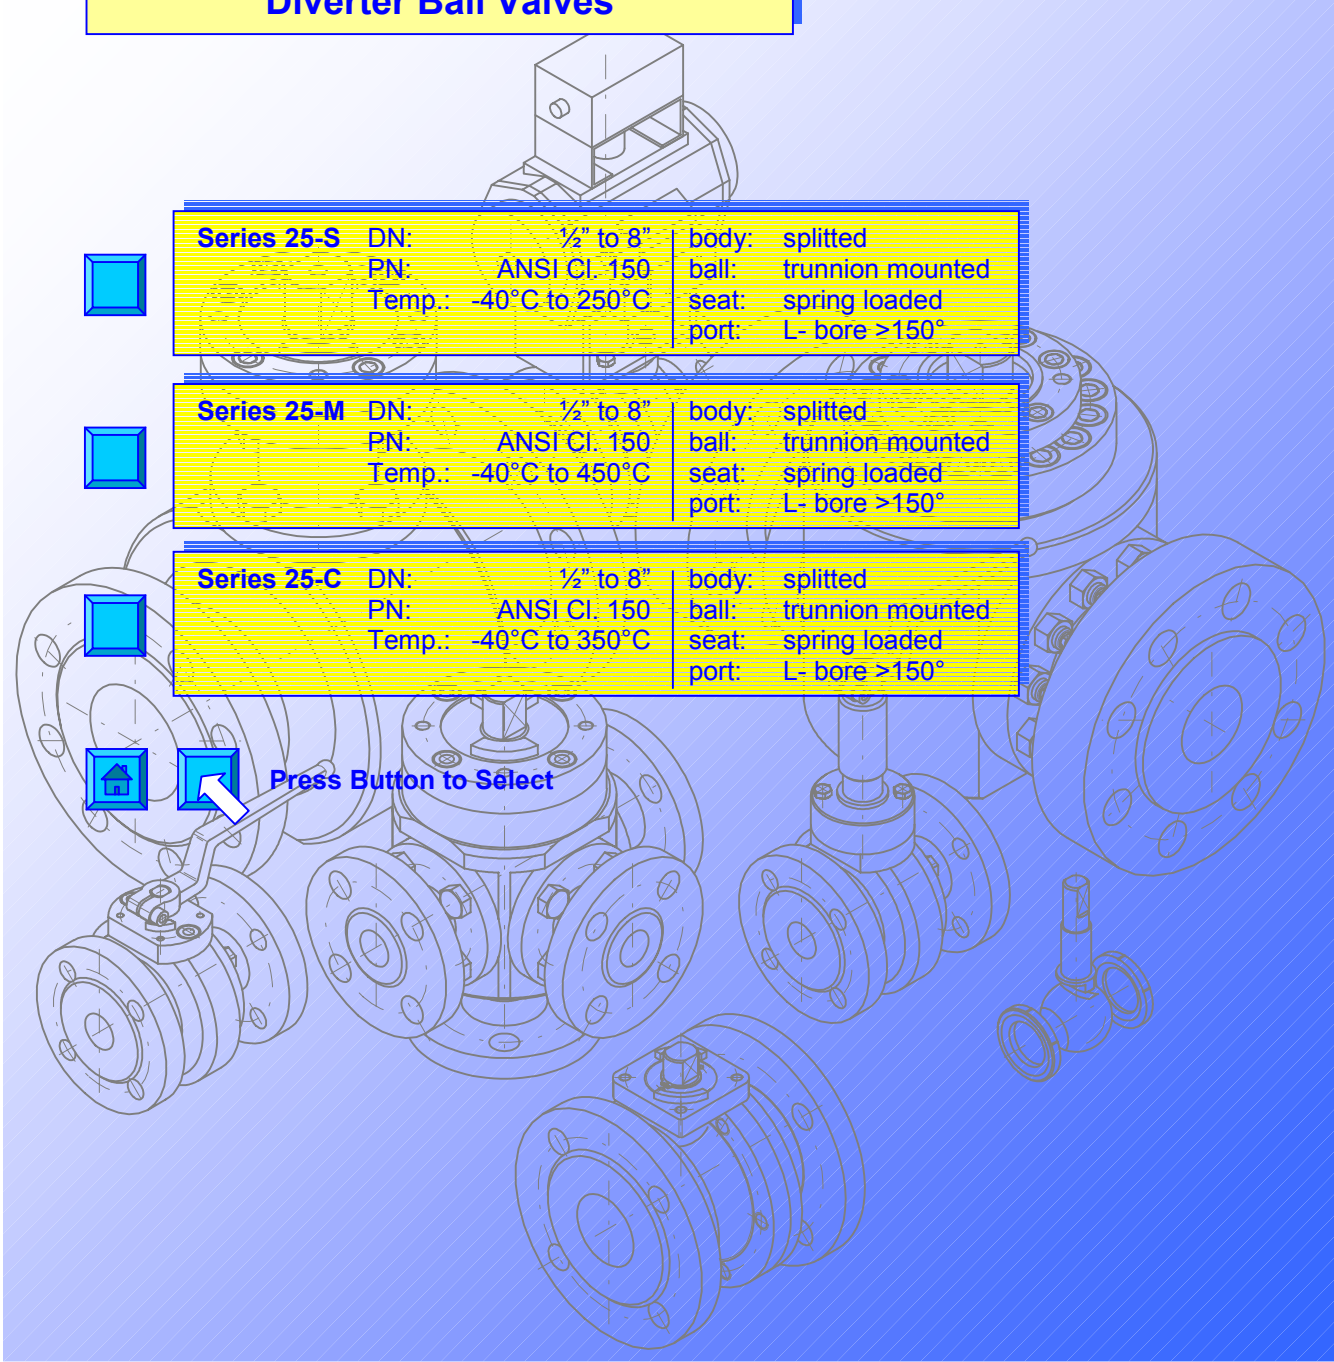 Diverter Ball Valves
Series 25-S DN: ½” to 8” body: splitted
PN: ANSI Cl. 150 ball: trunnion mounted
Temp.: -40°C to 250°C seat: spring loaded
port: L- bore >150°
Series 25-M DN: ½” to 8” body: splitted
PN: ANSI Cl. 150 ball: trunnion mounted
Temp.: -40°C to 450°C seat: spring loaded
port: L- bore >150°
Series 25-C DN: ½” to 8” body: splitted
PN: ANSI Cl. 150 ball: trunnion mounted
Temp.: -40°C to 350°C seat: spring loaded
port: L- bore >150°
Press Button to Select